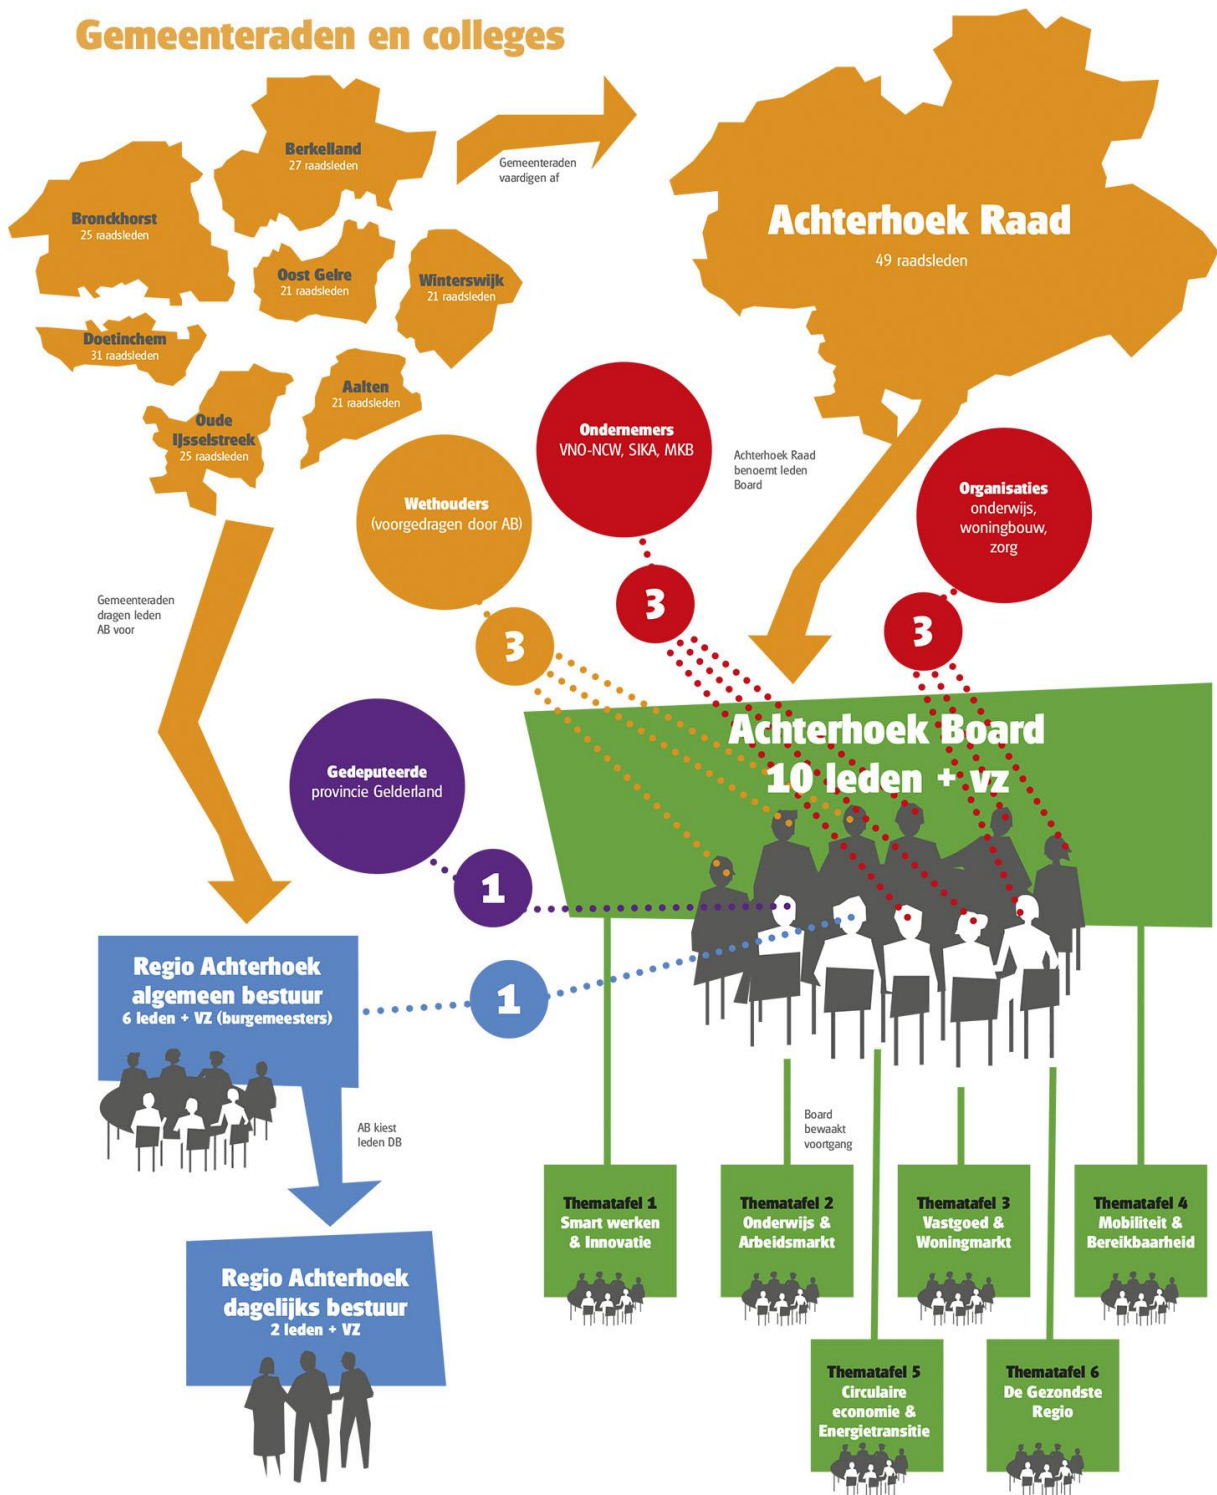 Gemeenteraden en colleges
Berkelland
27 raadsleden
Bronckhorst
25 raadsleden
Oost Gelre
21 raadsleden
Winterswijk
21 raadsleden
Doetinchem
31 raadsleden
Aalten
21 raadsleden
Oude
IJsselstreek
25 raadsleden
Gemeenteraden
vaardigen af
Achterhoek Raad
49 raadsleden
Ondernemers
VNO-NCW, SIKA, MKB
Achterhoek Raad
benoemt leden
Board
Organisaties
onderwijs,
woningbouw,
zorg
Wethouders
(voorgedragen door AB)
3
3
3
Gemeenteraden
dragen leden
AB voor
Gedeputeerde
provincie Gelderland
1
Achterhoek Board
10 leden + vz
Regio Achterhoek
algemeen bestuur
6 leden + VZ (burgemeesters)
1
AB kiest
leden DB
Regio Achterhoek
dagelijks bestuur
2 leden + VZ
Board
bewaakt
voortgang
Thematafel 1
Smart werken
& Innovatie
Thematafel 2
Onderwijs &
Arbeidsmarkt
Thematafel 3
Vastgoed &
Woningmarkt
Thematafel 4
Mobiliteit &
Bereikbaarheid
Thematafel 5
Circulaire
economie &
Energietransitie
Thematafel 6
De Gezondste
Regio